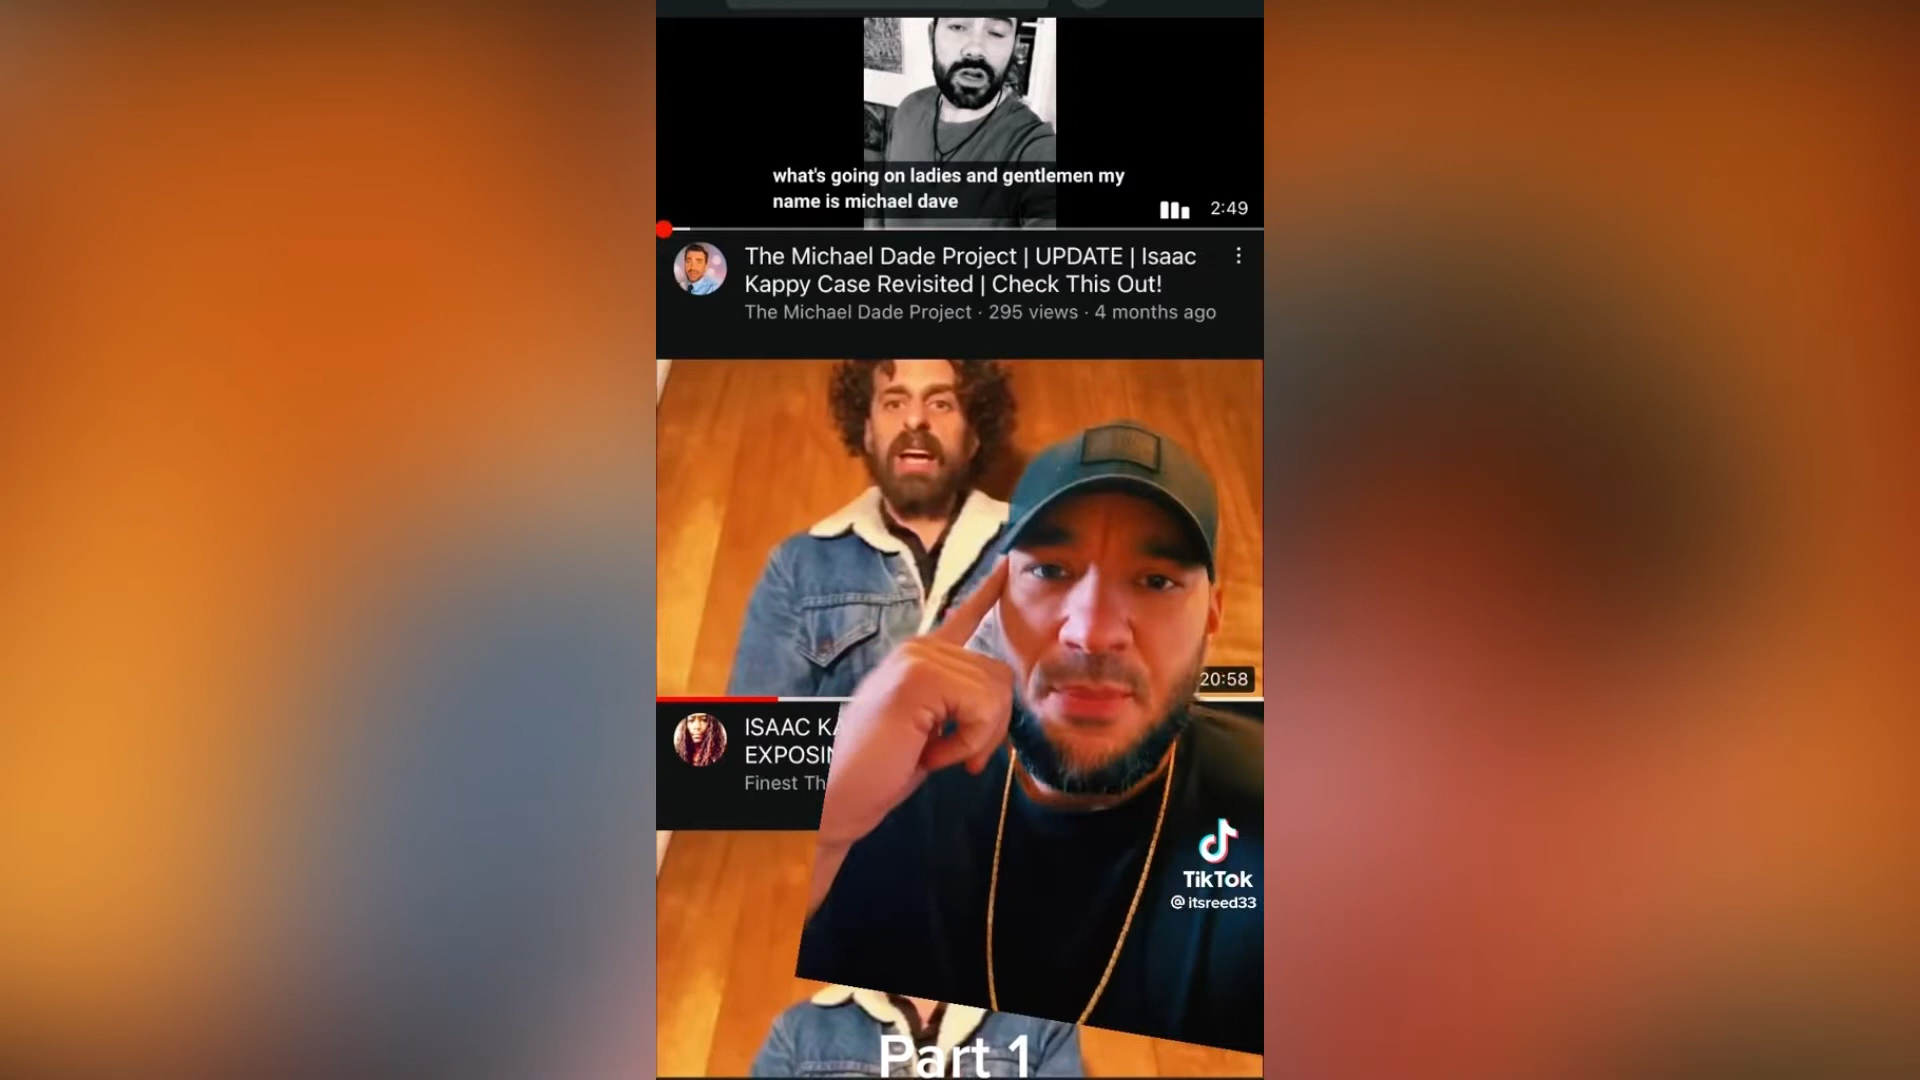 what's going on ladies and gentlemen my
name is michael dave
2:49
The Michael Dade Project | UPDATE | Isaac
Kappy Case Revisited | Check This Out!
The Michael Dade Project · 295 views · 4 months ago
20:58
ISAAC
EXPOSIN
Finest Th
TikTok
@itsreed33
Part 1